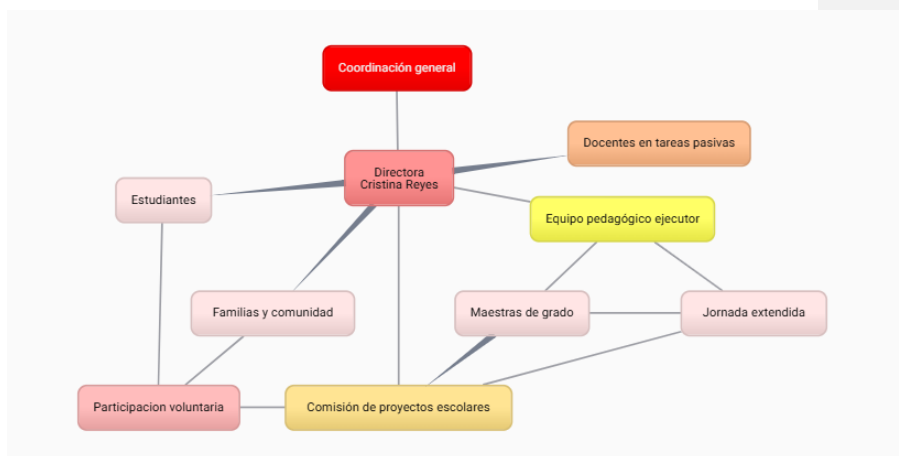 Coordinación general
Docentes en tareas pasivas
Directora
Cristina Reyes
Estudiantes
Equipo pedagógico ejecutor
Familias y comunidad
Maestras de grado
Jornada extendida
Participacion voluntaria
Comisión de proyectos escolares